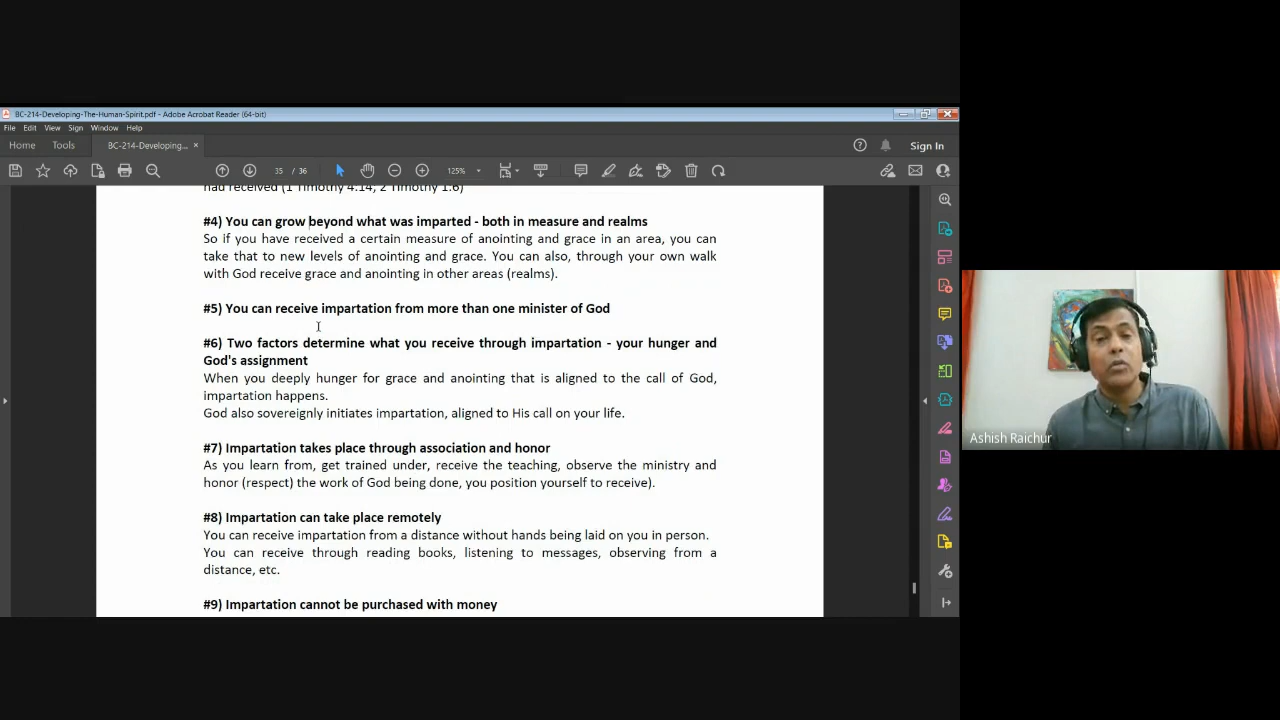 BC-214-Developing-The-Human-Spirit.pdf - Adobe Acrobat Reader (64-bit)
File Edit View Sign Window Help
Home Tools BC-214-Developing... × Sign In
35 / 36 125%
had received (1 Timothy 4:14; 2 Timothy 1:6)
#4) You can grow beyond what was imparted - both in measure and realms
So if you have received a certain measure of anointing and grace in an area, you can
take that to new levels of anointing and grace. You can also, through your own walk
with God receive grace and anointing in other areas (realms).
#5) You can receive impartation from more than one minister of God
#6) Two factors determine what you receive through impartation - your hunger and
God's assignment
When you deeply hunger for grace and anointing that is aligned to the call of God,
impartation happens.
God also sovereignly initiates impartation, aligned to His call on your life.
#7) Impartation takes place through association and honor
As you learn from, get trained under, receive the teaching, observe the ministry and
honor (respect) the work of God being done, you position yourself to receive).
#8) Impartation can take place remotely
You can receive impartation from a distance without hands being laid on you in person.
You can receive through reading books, listening to messages, observing from a
distance, etc.
#9) Impartation cannot be purchased with money
Ashish Raichur